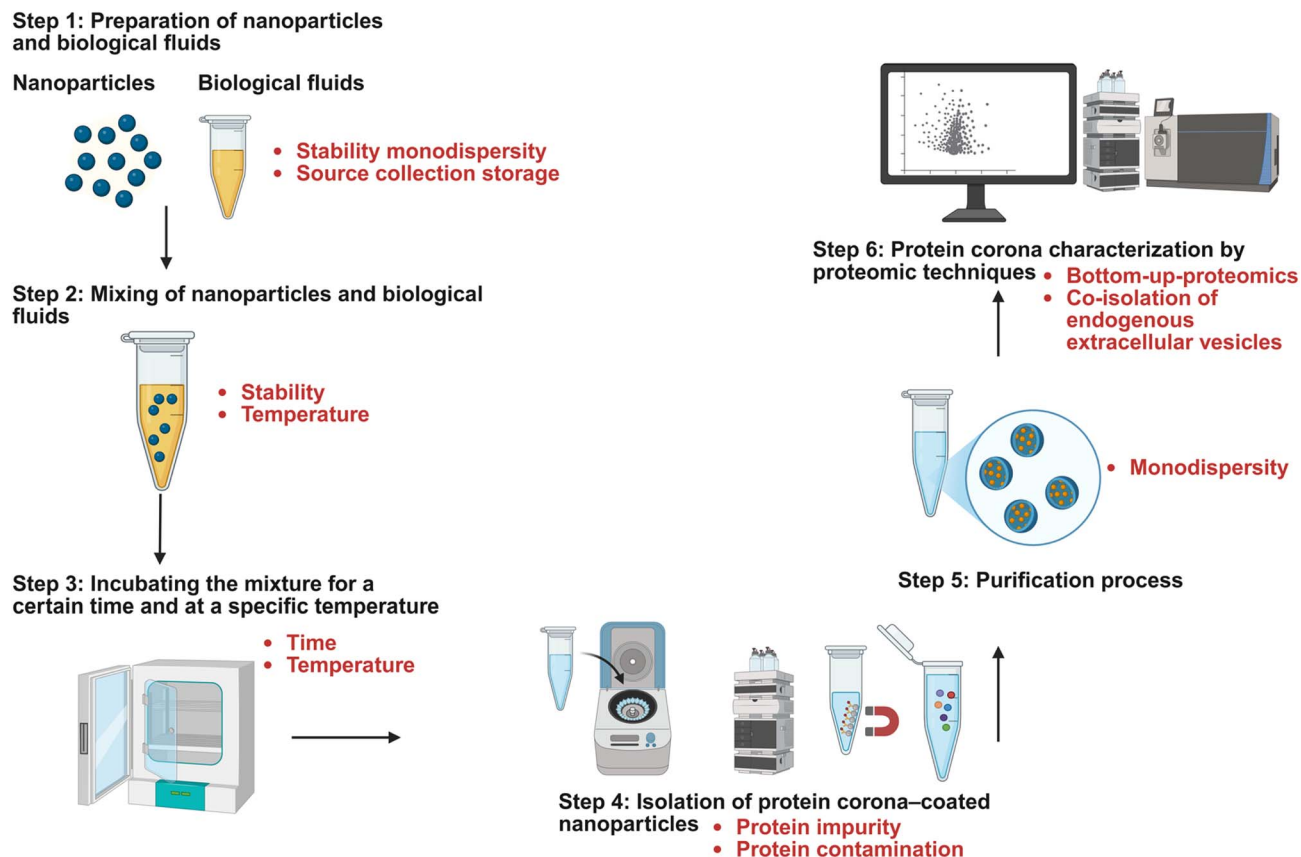 Step 1: Preparation of nanoparticles
and biological fluids
Nanoparticles
Biological fluids
• Stability monodispersity
• Source collection storage
Step 2: Mixing of nanoparticles and biological
fluids
• Stability
• Temperature
Step 3: Incubating the mixture for a
certain time and at a specific temperature
• Time
• Temperature
Step 4: Isolation of protein corona–coated
nanoparticles
• Protein impurity
• Protein contamination
Step 5: Purification process
• Monodispersity
Step 6: Protein corona characterization by
proteomic techniques
• Bottom-up-proteomics
• Co-isolation of
endogenous
extracellular vesicles